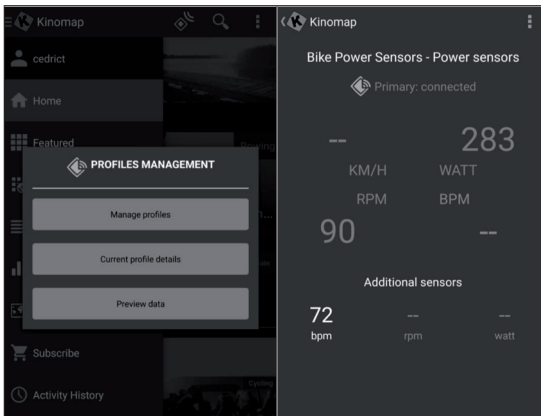 Kinomap
cedrict
Home
Featured
Rowing
PROFILES MANAGEMENT
Manage profiles
Current profile details
Preview data
Subscribe
Activity History
Cycling
Kinomap
Bike Power Sensors - Power sensors
Primary: connected
-- 283
KM/H WATT
RPM BPM
90 --
Additional sensors
72 -- --
bpm rpm watt